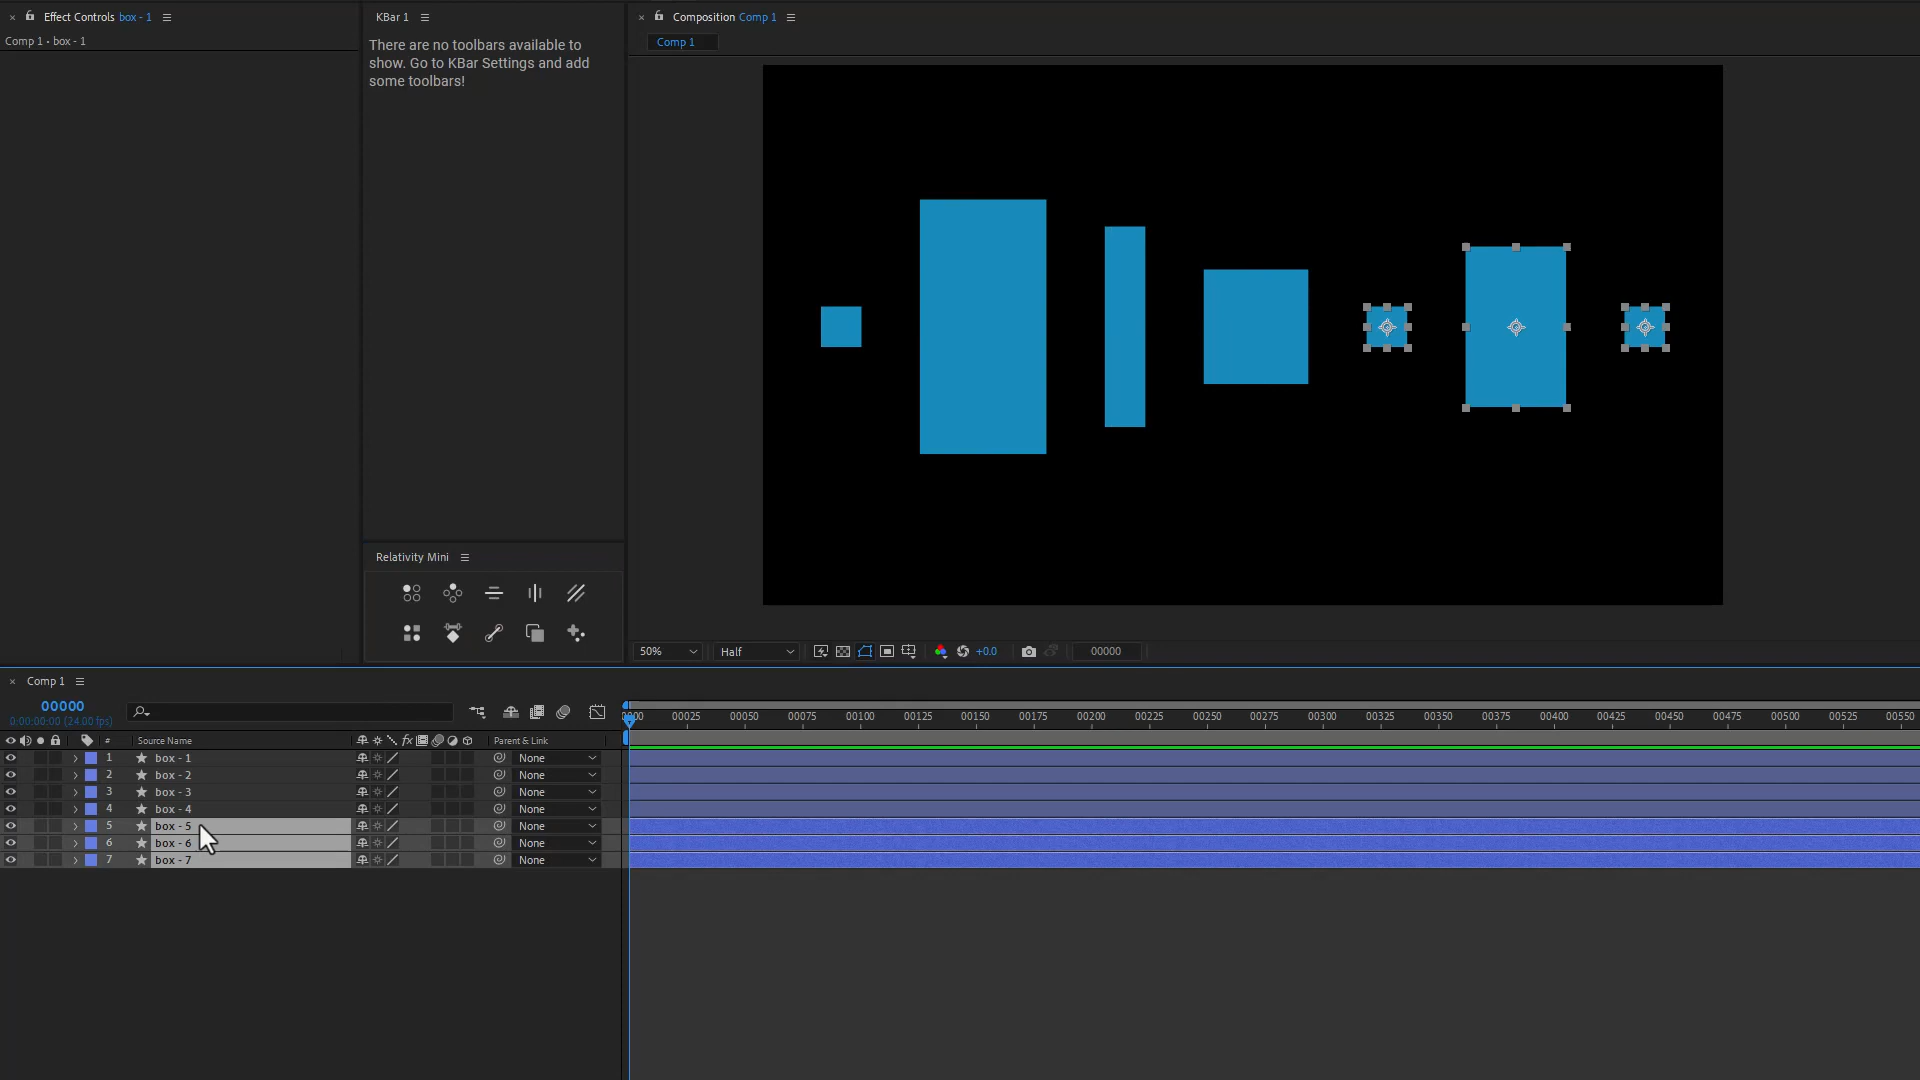 Effect Controls box - 1
Comp 1 • box - 1
KBar 1
There are no toolbars available to
show. Go to KBar Settings and add
some toolbars!
Composition Comp 1
Comp 1
Relativity Mini
50%
Half
+0.0
00000
Comp 1
00000
0:00:00:00 (24.00 fps)
00025 00050 00075 00100 00125 00150 00175 00200 00225 00250 00275 00300 00325 00350 00375 00400 00425 00450 00475 00500 00525 00550
# Source Name fx Parent & Link
1 box - 1 None
2 box - 2 None
3 box - 3 None
4 box - 4 None
5 box - 5 None
6 box - 6 None
7 box - 7 None